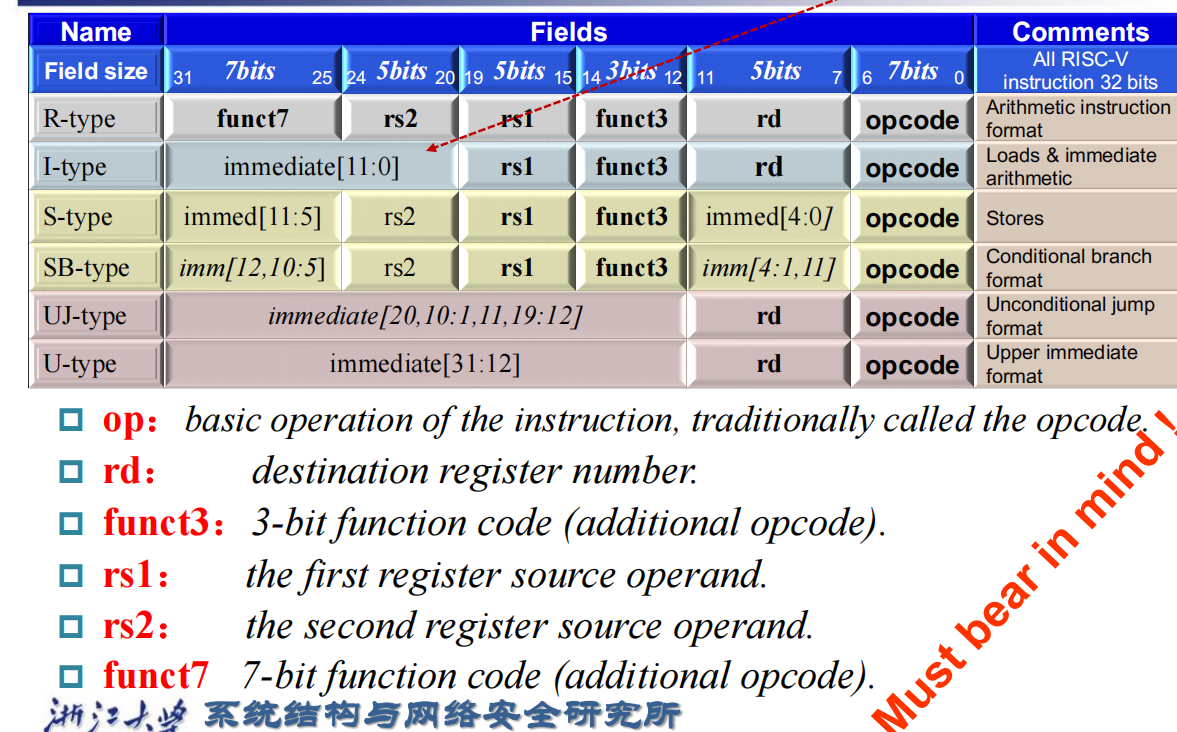 Name Fields Comments
Field size 31 7bits 25 24 5bits 20 19 5bits 15 14 3bits 12 11 5bits 7 6 7bits 0 All RISC-V instruction 32 bits
R-type funct7 rs2 rs1 funct3 rd opcode Arithmetic instruction format
I-type immediate[11:0] rs1 funct3 rd opcode Loads & immediate arithmetic
S-type immed[11:5] rs2 rs1 funct3 immed[4:0] opcode Stores
SB-type imm[12,10:5] rs2 rs1 funct3 imm[4:1,11] opcode Conditional branch format
UJ-type immediate[20,10:1,11,19:12] rd opcode Unconditional jump format
U-type immediate[31:12] rd opcode Upper immediate format
op： basic operation of the instruction, traditionally called the opcode.
rd： destination register number.
funct3： 3-bit function code (additional opcode).
rs1： the first register source operand.
rs2： the second register source operand.
funct7 7-bit function code (additional opcode).
Must bear in mind !
浙江大学 系统结构与网络安全研究所